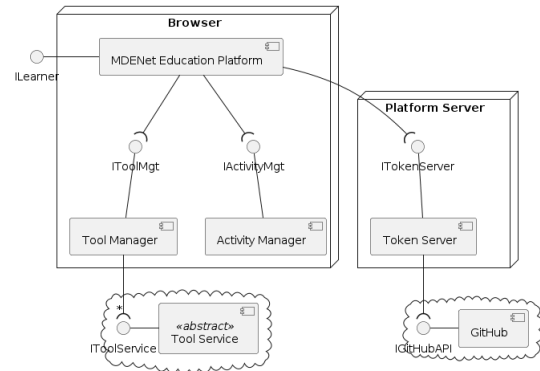 Browser
MDENet Education Platform
ILearner
Platform Server
IToolMgt
IActivityMgt
ITokenServer
Tool Manager
Activity Manager
Token Server
*
«abstract»
Tool Service
IToolService
GitHub
IGitHubAPI